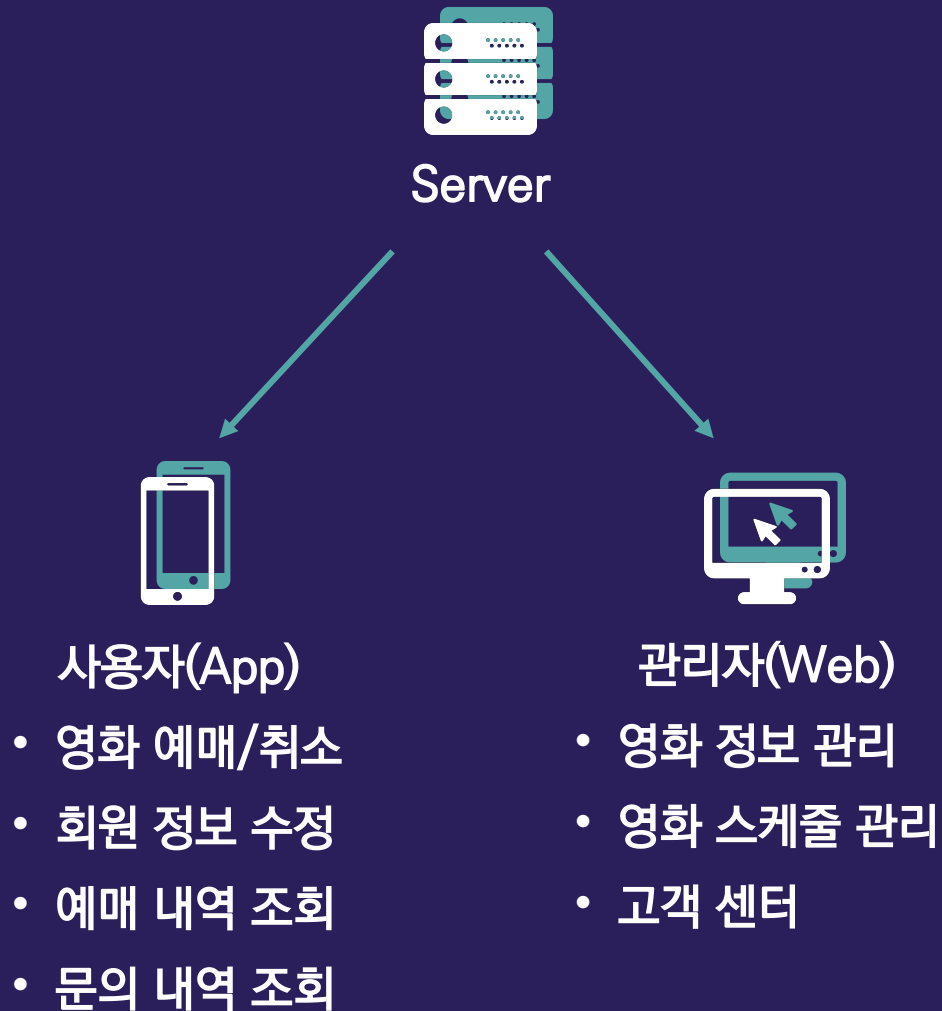 Server
사용자(App)
• 영화 예매/취소
• 회원 정보 수정
• 예매 내역 조회
• 문의 내역 조회
관리자(Web)
• 영화 정보 관리
• 영화 스케줄 관리
• 고객 센터